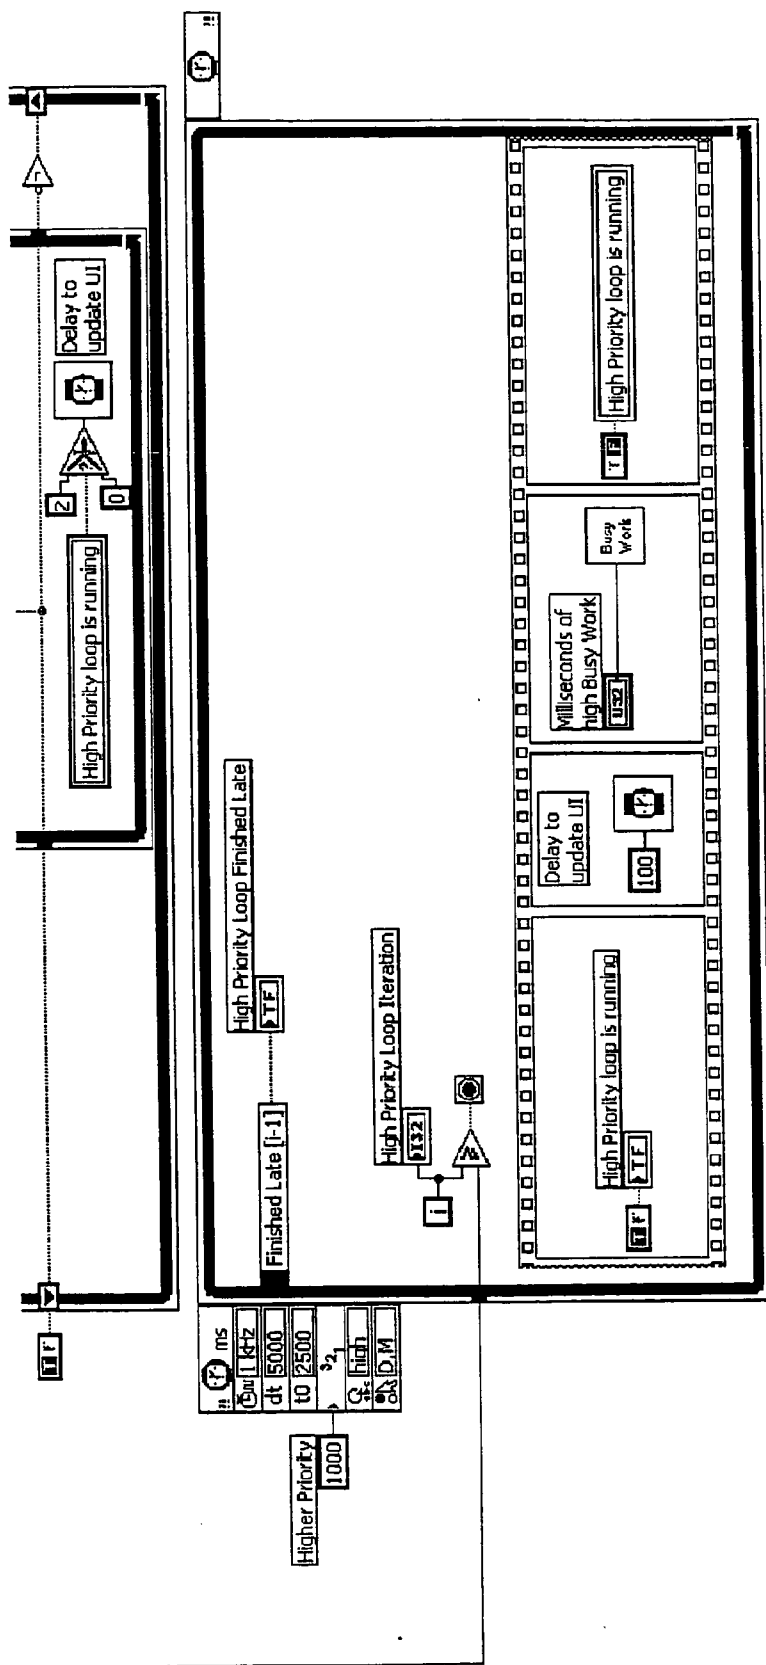 Delay to
update UI
2
0
High Priority loop is running
ms
1 kHz
dt 5000
t0 2500
high
D,M
Higher Priority
1000
Finished Late [i-1]
High Priority Loop Finished Late
TF
High Priority Loop Iteration
I32
i
High Priority loop is running
TF
Delay to
update UI
100
Milliseconds of
high Busy Work
U32
Busy
Work
High Priority loop is running